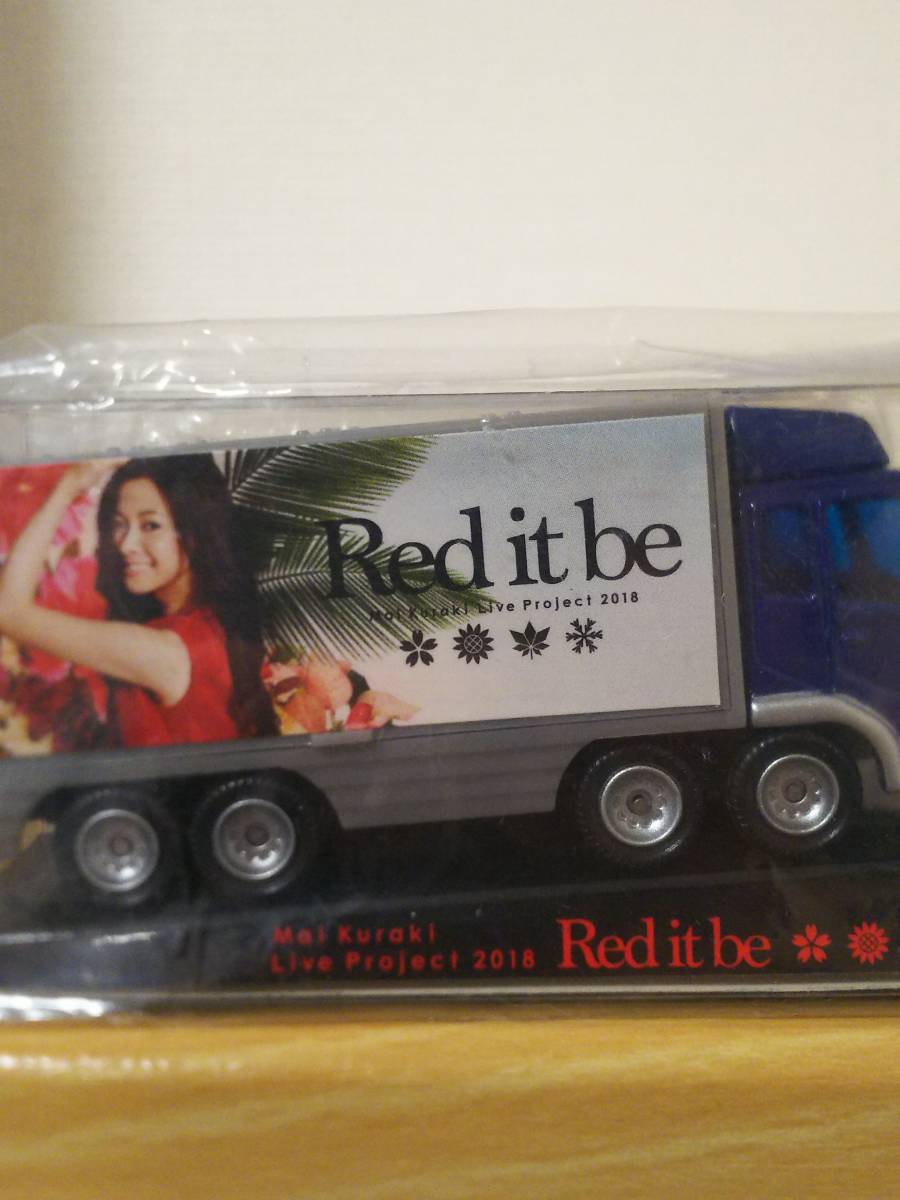 Red it be
Mai Kuraki Live Project 2018
Mai Kuraki
Live Project 2018
Red it be